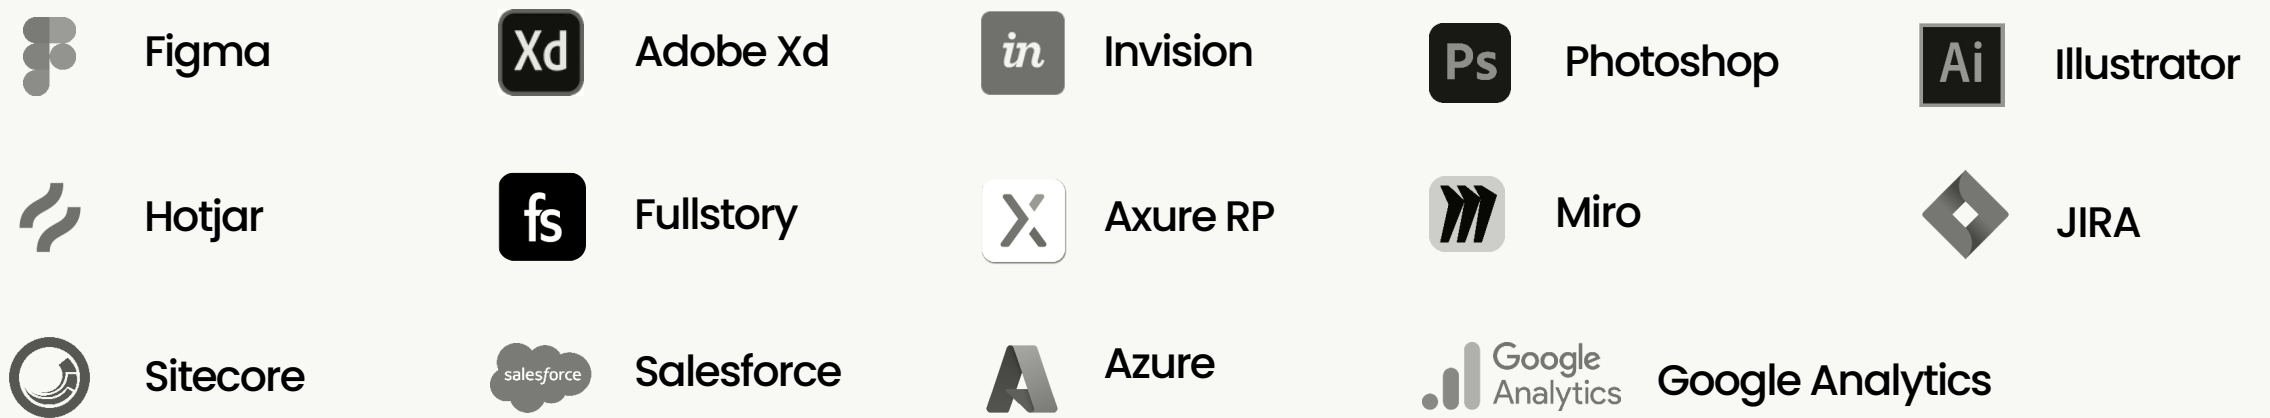 Figma
Xd Adobe Xd
in Invision
Ps Photoshop
Ai Illustrator
Hotjar
fs Fullstory
Axure RP
Miro
JIRA
Sitecore
salesforce Salesforce
Azure
Google
Analytics
Google Analytics